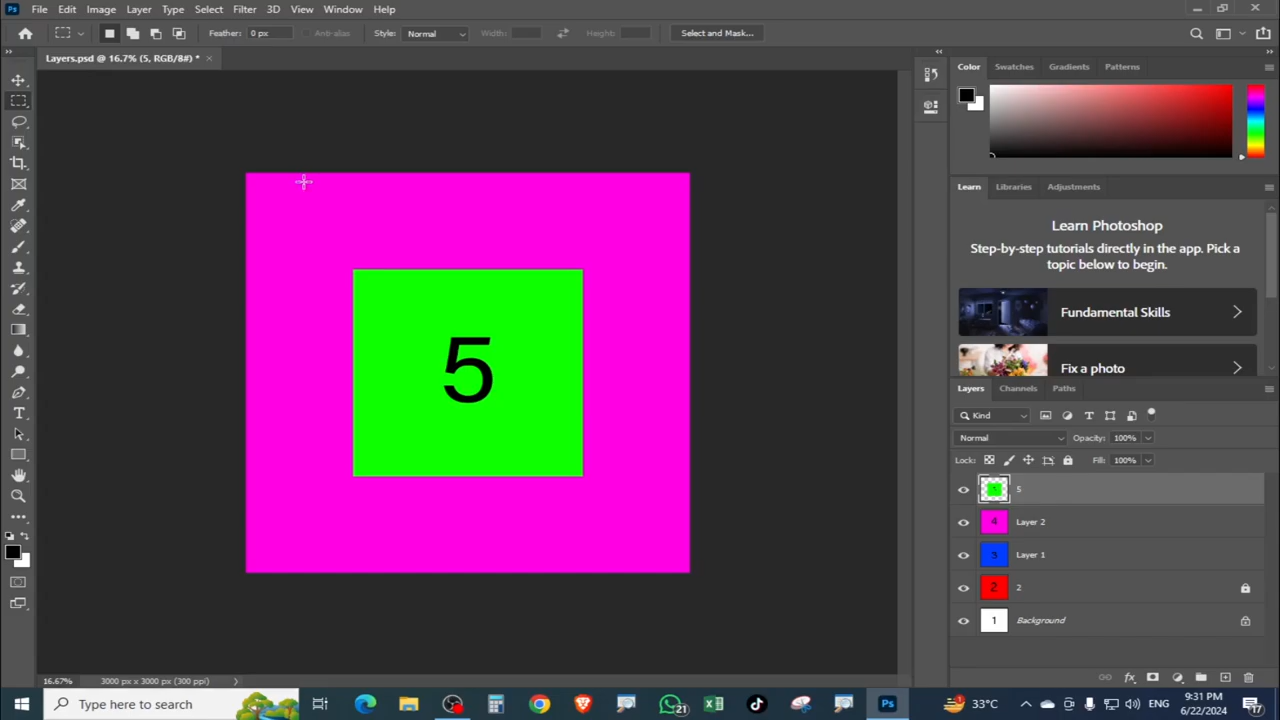 Ps File Edit Image Layer Type Select Filter 3D View Window Help
Feather: 0 px Anti-alias Style: Normal Width: Height: Select and Mask...
Layers.psd @ 16.7% (5, RGB/8#) *
Color Swatches Gradients Patterns
Learn Libraries Adjustments
Learn Photoshop
Step-by-step tutorials directly in the app. Pick a
topic below to begin.
Fundamental Skills
Fix a photo
5
Layers Channels Paths
Kind
Normal Opacity: 100%
Lock: Fill: 100%
5
4 Layer 2
3 Layer 1
2 2
1 Background
16.67% 3000 px x 3000 px (300 ppi)
Type here to search
21
Ps
33°C
9:31 PM
6/22/2024
17